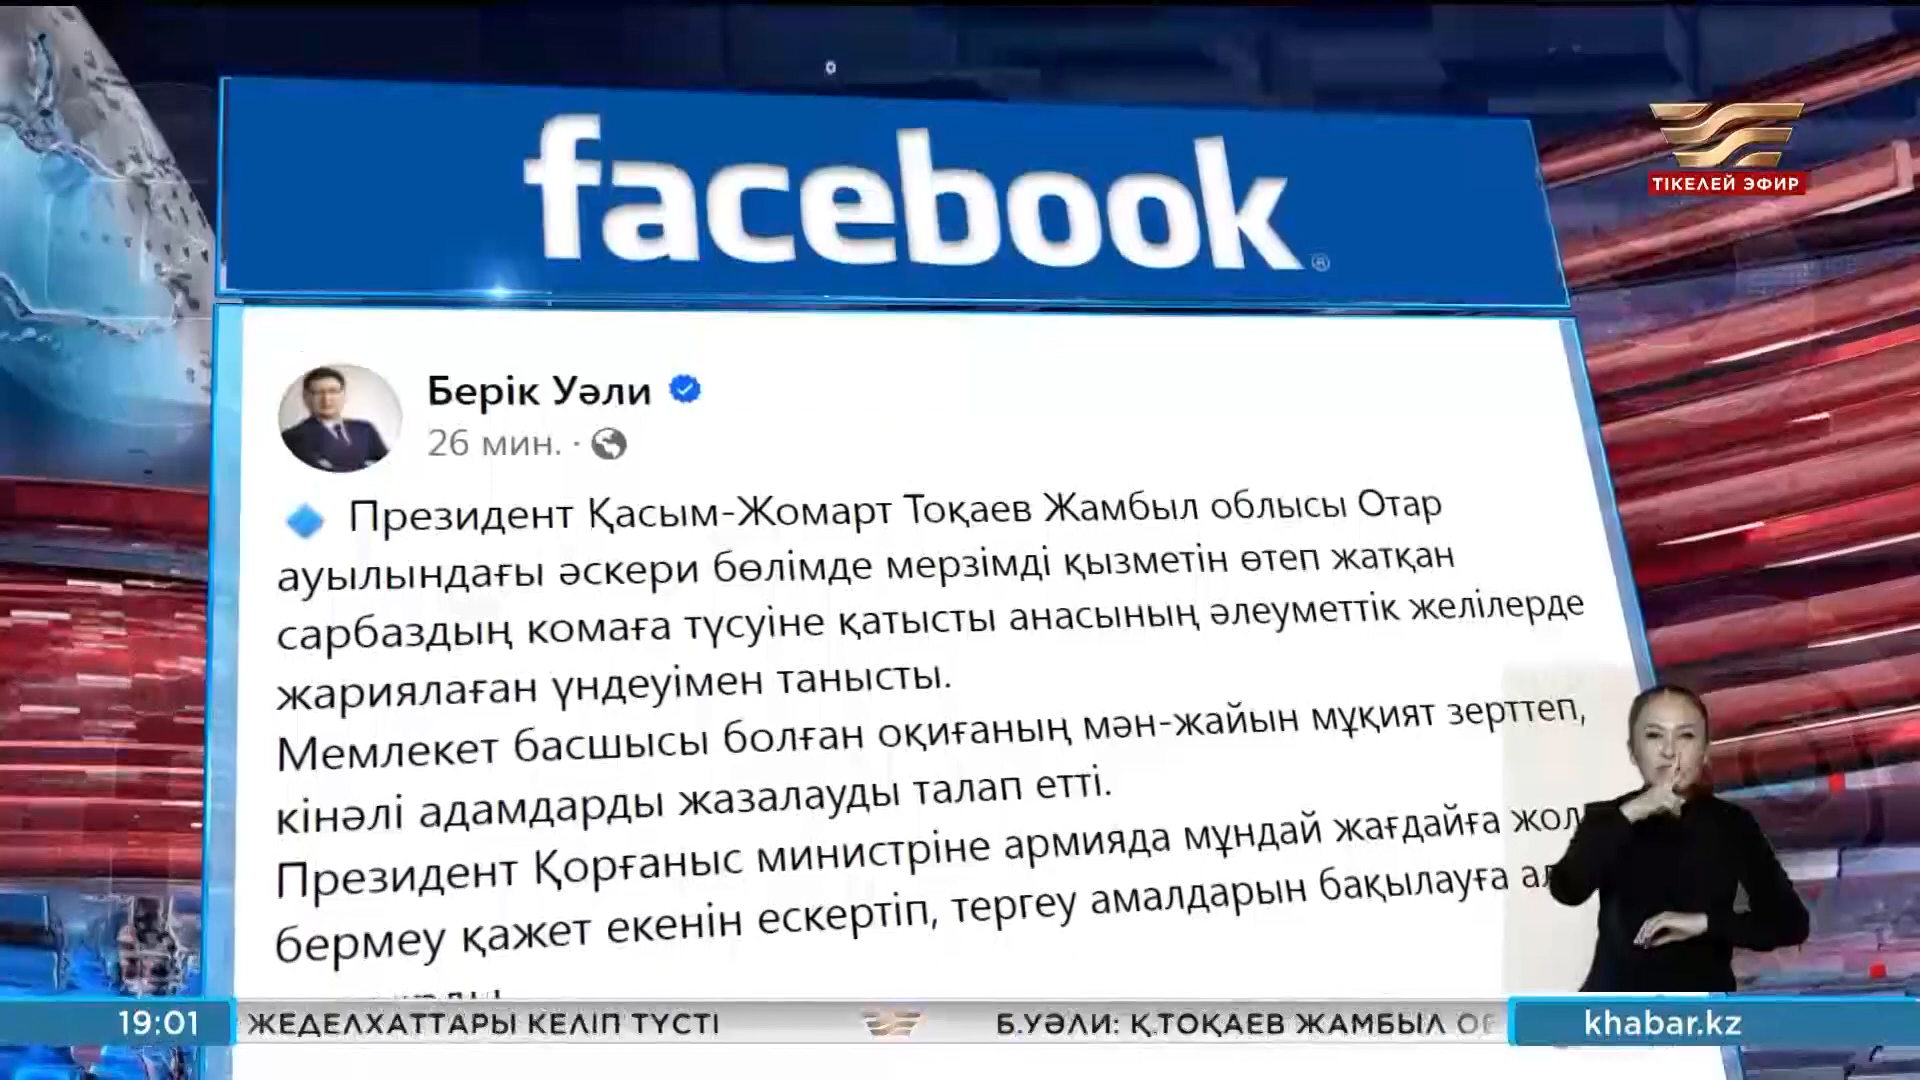 facebook®
ТІКЕЛЕЙ ЭФИР
Берік Уәли
26 мин. ·
Президент Қасым-Жомарт Тоқаев Жамбыл облысы Отар
ауылындағы әскери бөлімде мерзімді қызметін өтеп жатқан
сарбаздың комаға түсуіне қатысты анасының әлеуметтік желілерде
жариялаған үндеуімен танысты.
Мемлекет басшысы болған оқиғаның мән-жайын мұқият зерттеп,
кінәлі адамдарды жазалауды талап етті.
Президент Қорғаныс министріне армияда мұндай жағдайға жол
бермеу қажет екенін ескертіп, тергеу амалдарын бақылауға
19:01
ЖЕДЕЛХАТТАРЫ КЕЛІП ТҮСТІ
Б.УӘЛИ: Қ.ТОҚАЕВ ЖАМБЫЛ
khabar.kz